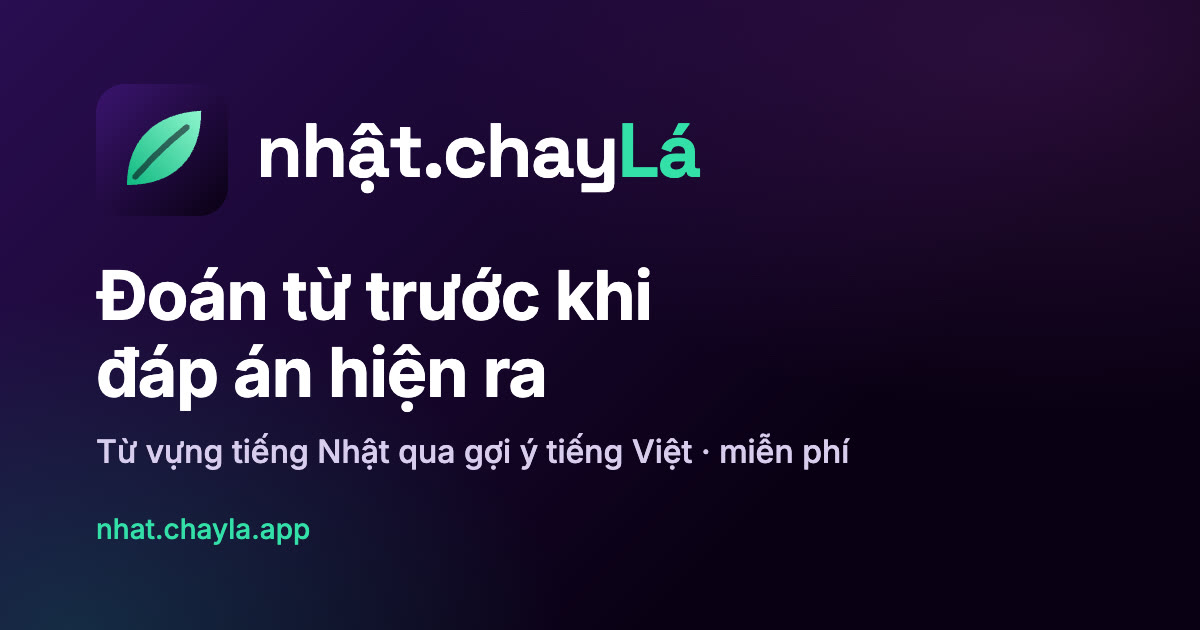 nhật.chayLá
Đoán từ trước khi
đáp án hiện ra
Từ vựng tiếng Nhật qua gợi ý tiếng Việt · miễn phí
nhat.chayla.app